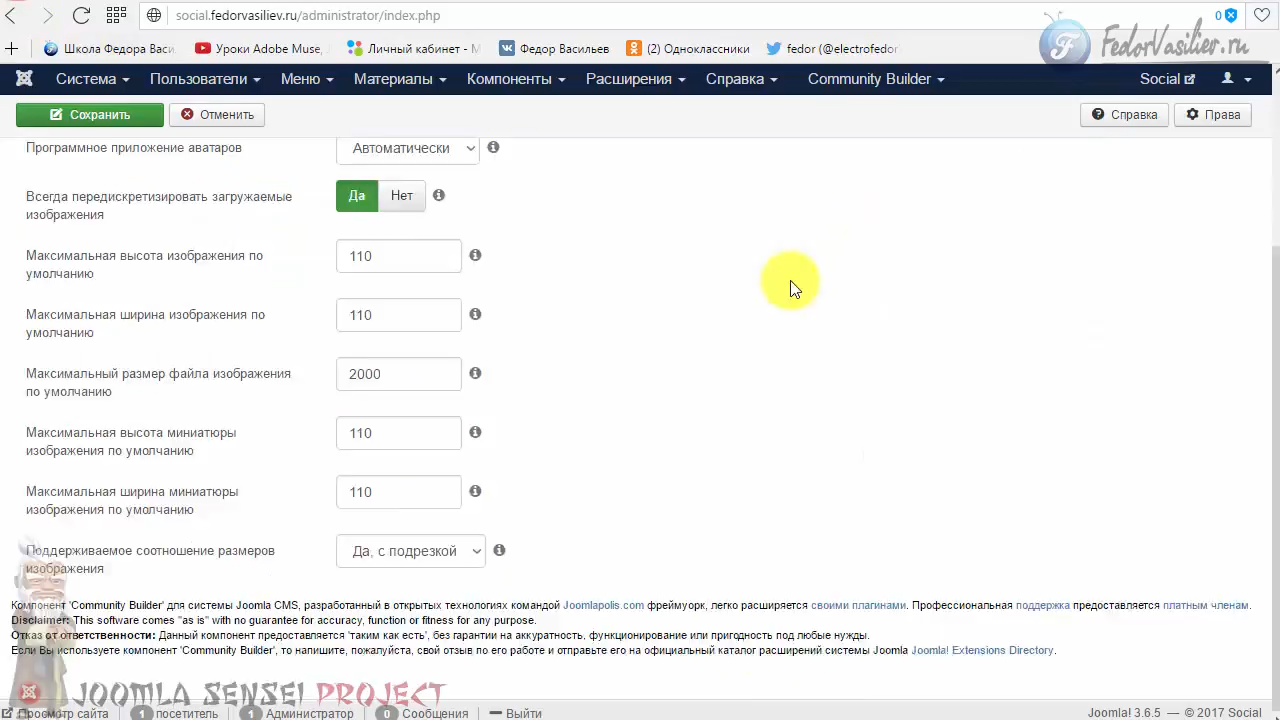 social.fedorvasiliev.ru/administrator/index.php
0
Школа Федора Васи.
Уроки Adobe Muse,
Личный кабинет - М
Федор Васильев
(2) Одноклассники
fedor (@electrofedor
FedorVasiliev.ru
Система
Пользователи
Меню
Материалы
Компоненты
Расширения
Справка
Community Builder
Social
Сохранить
Отменить
Справка
Права
Программное приложение аватаров
Автоматически
Всегда передискретизировать загружаемые
изображения
Да
Нет
Максимальная высота изображения по
умолчанию
110
Максимальная ширина изображения по
умолчанию
110
Максимальный размер файла изображения
по умолчанию
2000
Максимальная высота миниатюры
изображения по умолчанию
110
Максимальная ширина миниатюры
изображения по умолчанию
110
Поддерживаемое соотношение размеров
изображения
Да, с подрезкой
Компонент 'Community Builder' для системы Joomla CMS, разработанный в открытых технологиях командой Joomlapolis.com фреймуорк, легко расширяется своими плагинами. Профессиональная поддержка предоставляется платным членам.
Disclaimer: This software comes "as is" with no guarantee for accuracy, function or fitness for any purpose.
Отказ от ответственности: Данный компонент предоставляется 'таким как есть', без гарантии на аккуратность, функционирование или пригодность под любые нужды.
Если Вы используете компонент 'Community Builder', то напишите, пожалуйста, свой отзыв по его работе и отправьте его на официальный каталог расширений системы Joomla Joomla! Extensions Directory.
JOOMLA SENSEI PROJECT
Просмотр сайта
1 посетитель
1 Администратор
0 Сообщения
Выйти
Joomla! 3.6.5 — © 2017 Social